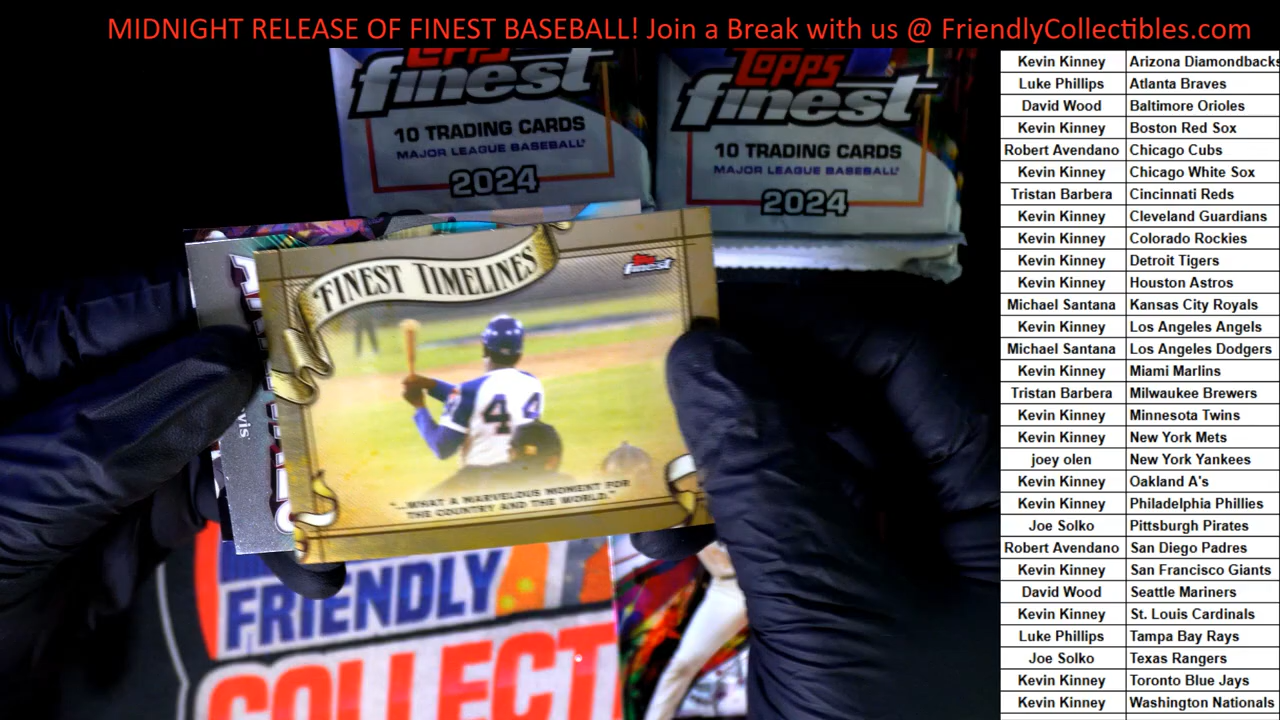 MIDNIGHT RELEASE OF FINEST BASEBALL! Join a Break with us @ FriendlyCollectibles.com
Topps
finest
10 TRADING CARDS
MAJOR LEAGUE BASEBALL
2024
Topps
finest
10 TRADING CARDS
MAJOR LEAGUE BASEBALL
2024
FINEST TIMELINES
Topps
finest
44
"...WHAT A MARVELOUS MOMENT FOR
THE COUNTRY AND THE WORLD."
FRIENDLY
COLLECT
Kevin Kinney Arizona Diamondbacks
Luke Phillips Atlanta Braves
David Wood Baltimore Orioles
Kevin Kinney Boston Red Sox
Robert Avendano Chicago Cubs
Kevin Kinney Chicago White Sox
Tristan Barbera Cincinnati Reds
Kevin Kinney Cleveland Guardians
Kevin Kinney Colorado Rockies
Kevin Kinney Detroit Tigers
Kevin Kinney Houston Astros
Michael Santana Kansas City Royals
Kevin Kinney Los Angeles Angels
Michael Santana Los Angeles Dodgers
Kevin Kinney Miami Marlins
Tristan Barbera Milwaukee Brewers
Kevin Kinney Minnesota Twins
Kevin Kinney New York Mets
joey olen New York Yankees
Kevin Kinney Oakland A's
Kevin Kinney Philadelphia Phillies
Joe Solko Pittsburgh Pirates
Robert Avendano San Diego Padres
Kevin Kinney San Francisco Giants
David Wood Seattle Mariners
Kevin Kinney St. Louis Cardinals
Luke Phillips Tampa Bay Rays
Joe Solko Texas Rangers
Kevin Kinney Toronto Blue Jays
Kevin Kinney Washington Nationals